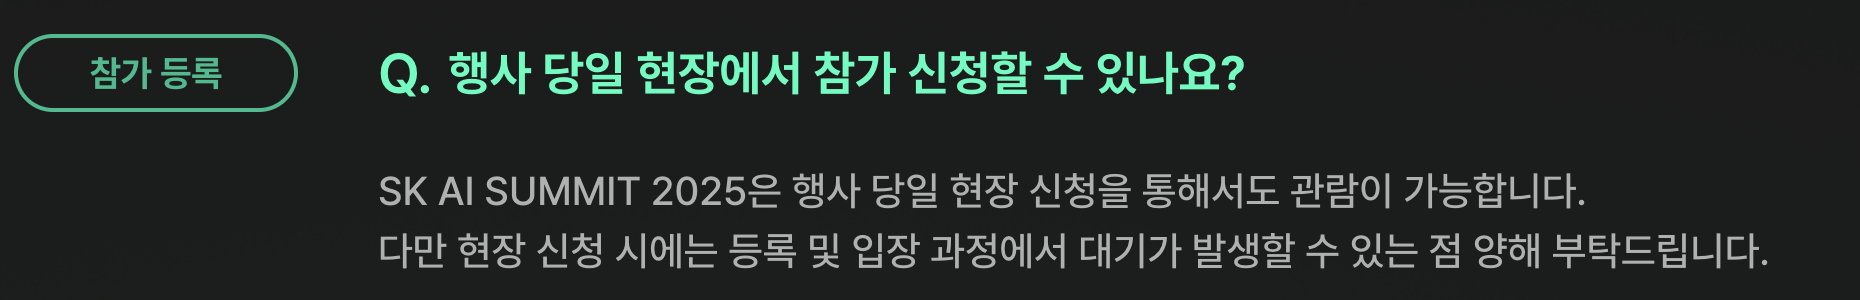 참가 등록
Q. 행사 당일 현장에서 참가 신청할 수 있나요?
SK AI SUMMIT 2025은 행사 당일 현장 신청을 통해서도 관람이 가능합니다.
다만 현장 신청 시에는 등록 및 입장 과정에서 대기가 발생할 수 있는 점 양해 부탁드립니다.